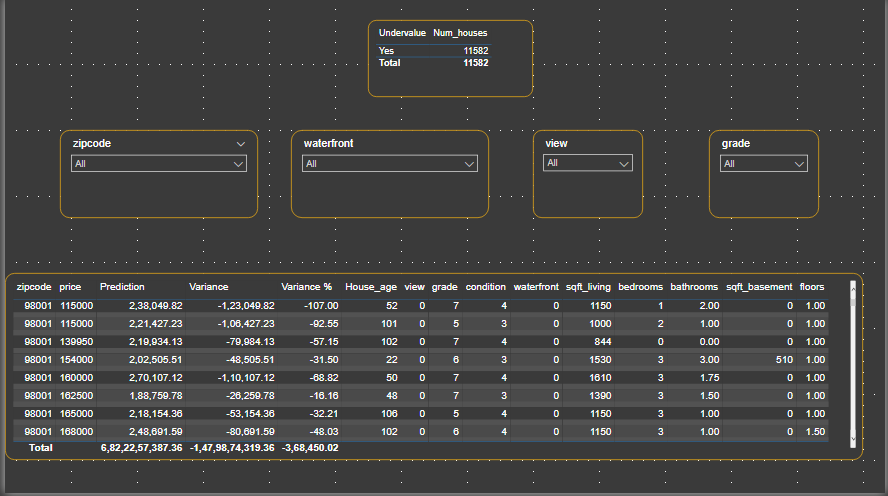 Undervalue Num_houses
Yes 11582
Total 11582
zipcode waterfront view grade
All All All All
zipcode price Prediction Variance Variance % House_age view grade condition waterfront sqft_living bedrooms bathrooms sqft_basement floors
98001 115000 2,38,049.82 -1,23,049.82 -107.00 52 0 7 4 0 1150 1 2.00 0 1.00
98001 115000 2,21,427.23 -1,06,427.23 -92.55 101 0 5 3 0 1000 2 1.00 0 1.00
98001 139950 2,19,934.13 -79,984.13 -57.15 102 0 7 4 0 844 0 0.00 0 1.00
98001 154000 2,02,505.51 -48,505.51 -31.50 22 0 6 3 0 1530 3 3.00 510 1.00
98001 160000 2,70,107.12 -1,10,107.12 -68.82 50 0 7 4 0 1610 3 1.75 0 1.00
98001 162500 1,88,759.78 -26,259.78 -16.16 48 0 7 3 0 1390 3 1.50 0 1.00
98001 165000 2,18,154.36 -53,154.36 -32.21 106 0 5 4 0 1150 3 1.00 0 1.00
98001 168000 2,48,691.59 -80,691.59 -48.03 102 0 6 4 0 1150 3 1.00 0 1.50
Total 6,82,22,57,387.36 -1,47,98,74,319.36 -3,68,450.02